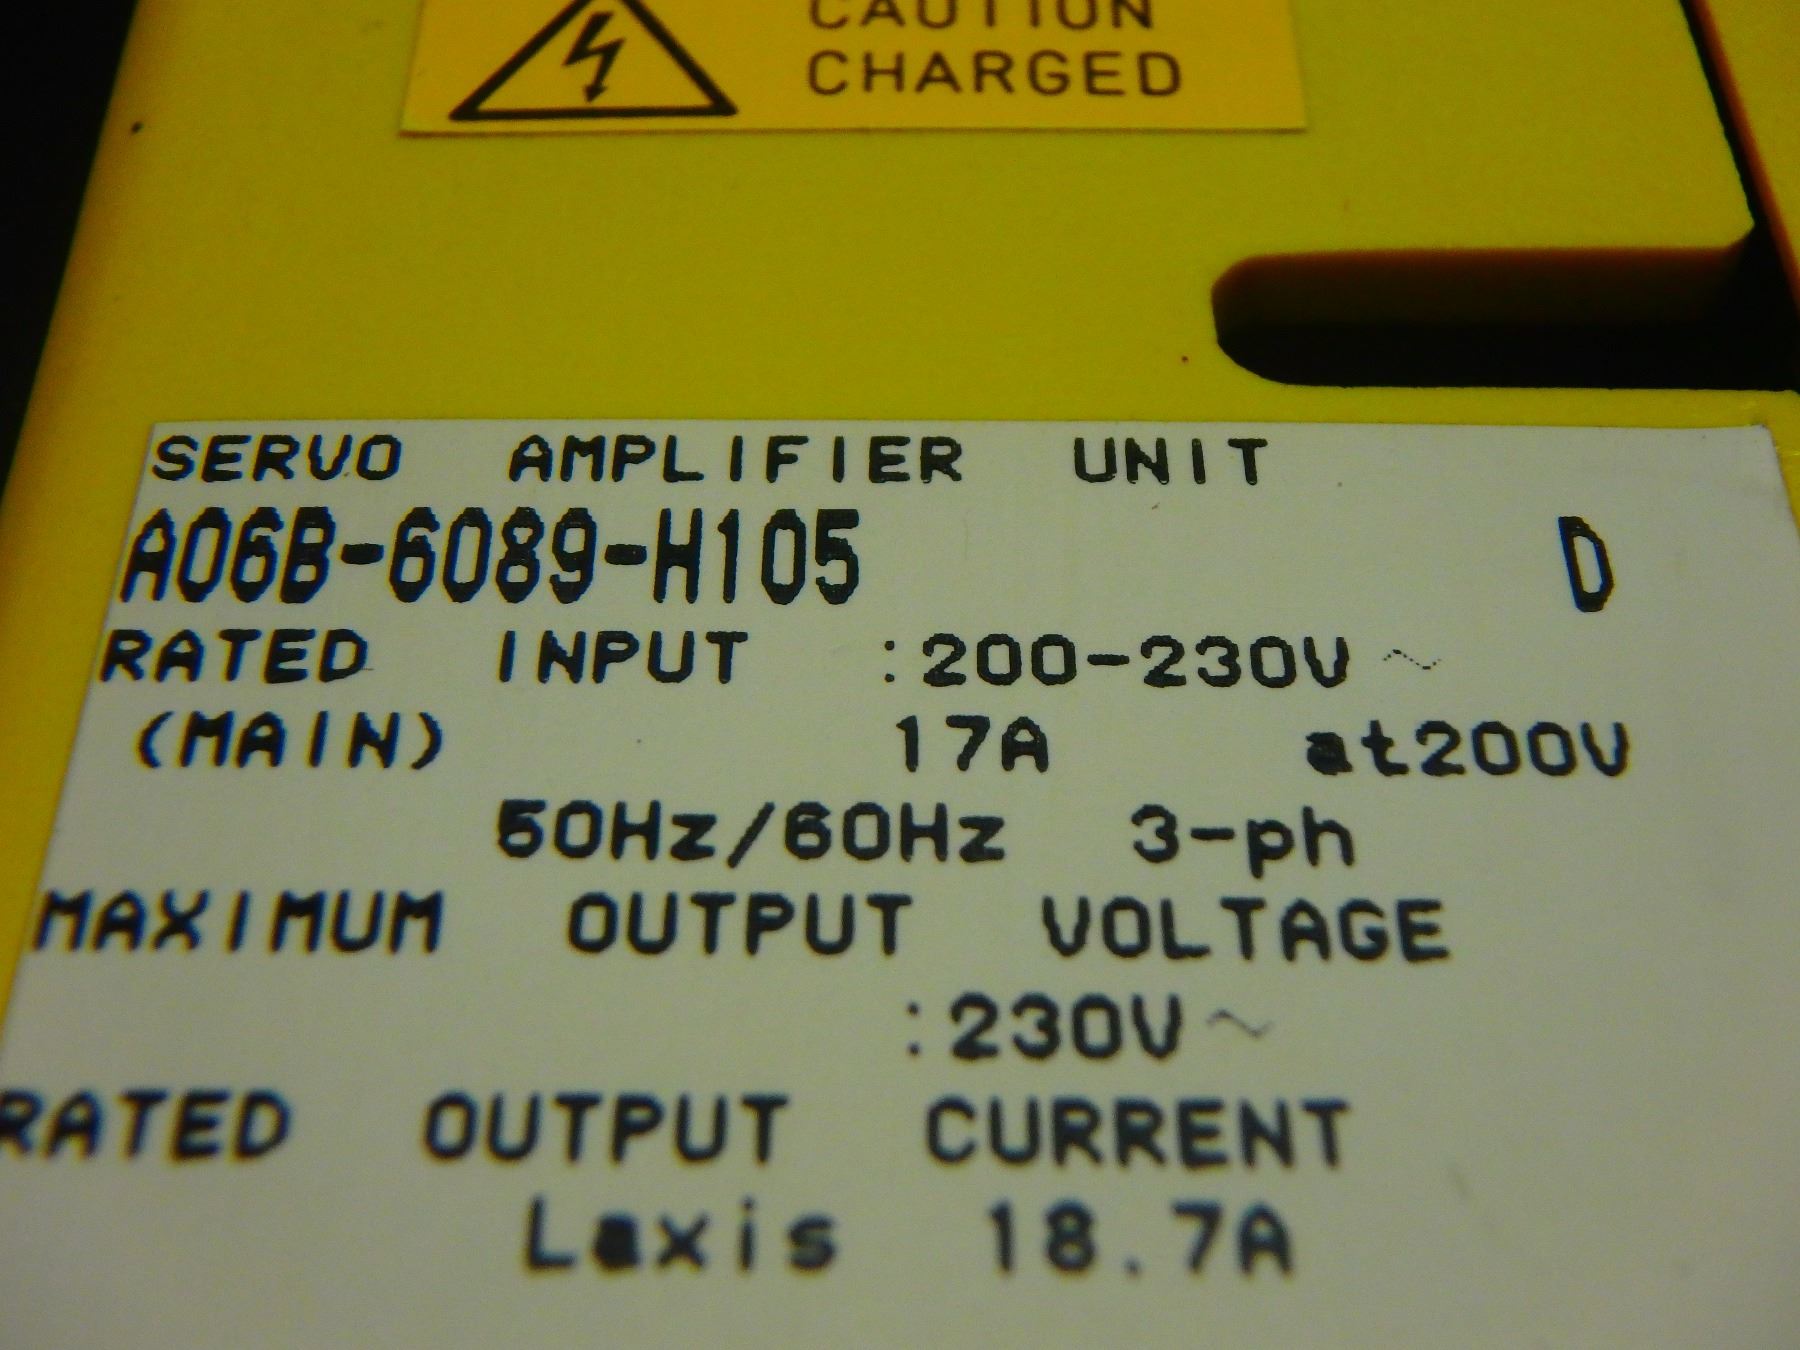 CAUTION
CHARGED
SERVO AMPLIFIER UNIT
A06B-6089-H105 D
RATED INPUT :200-230V~
(MAIN) 17A at200V
50Hz/60Hz 3-ph
MAXIMUM OUTPUT VOLTAGE
:230V~
RATED OUTPUT CURRENT
Laxis 18.7A